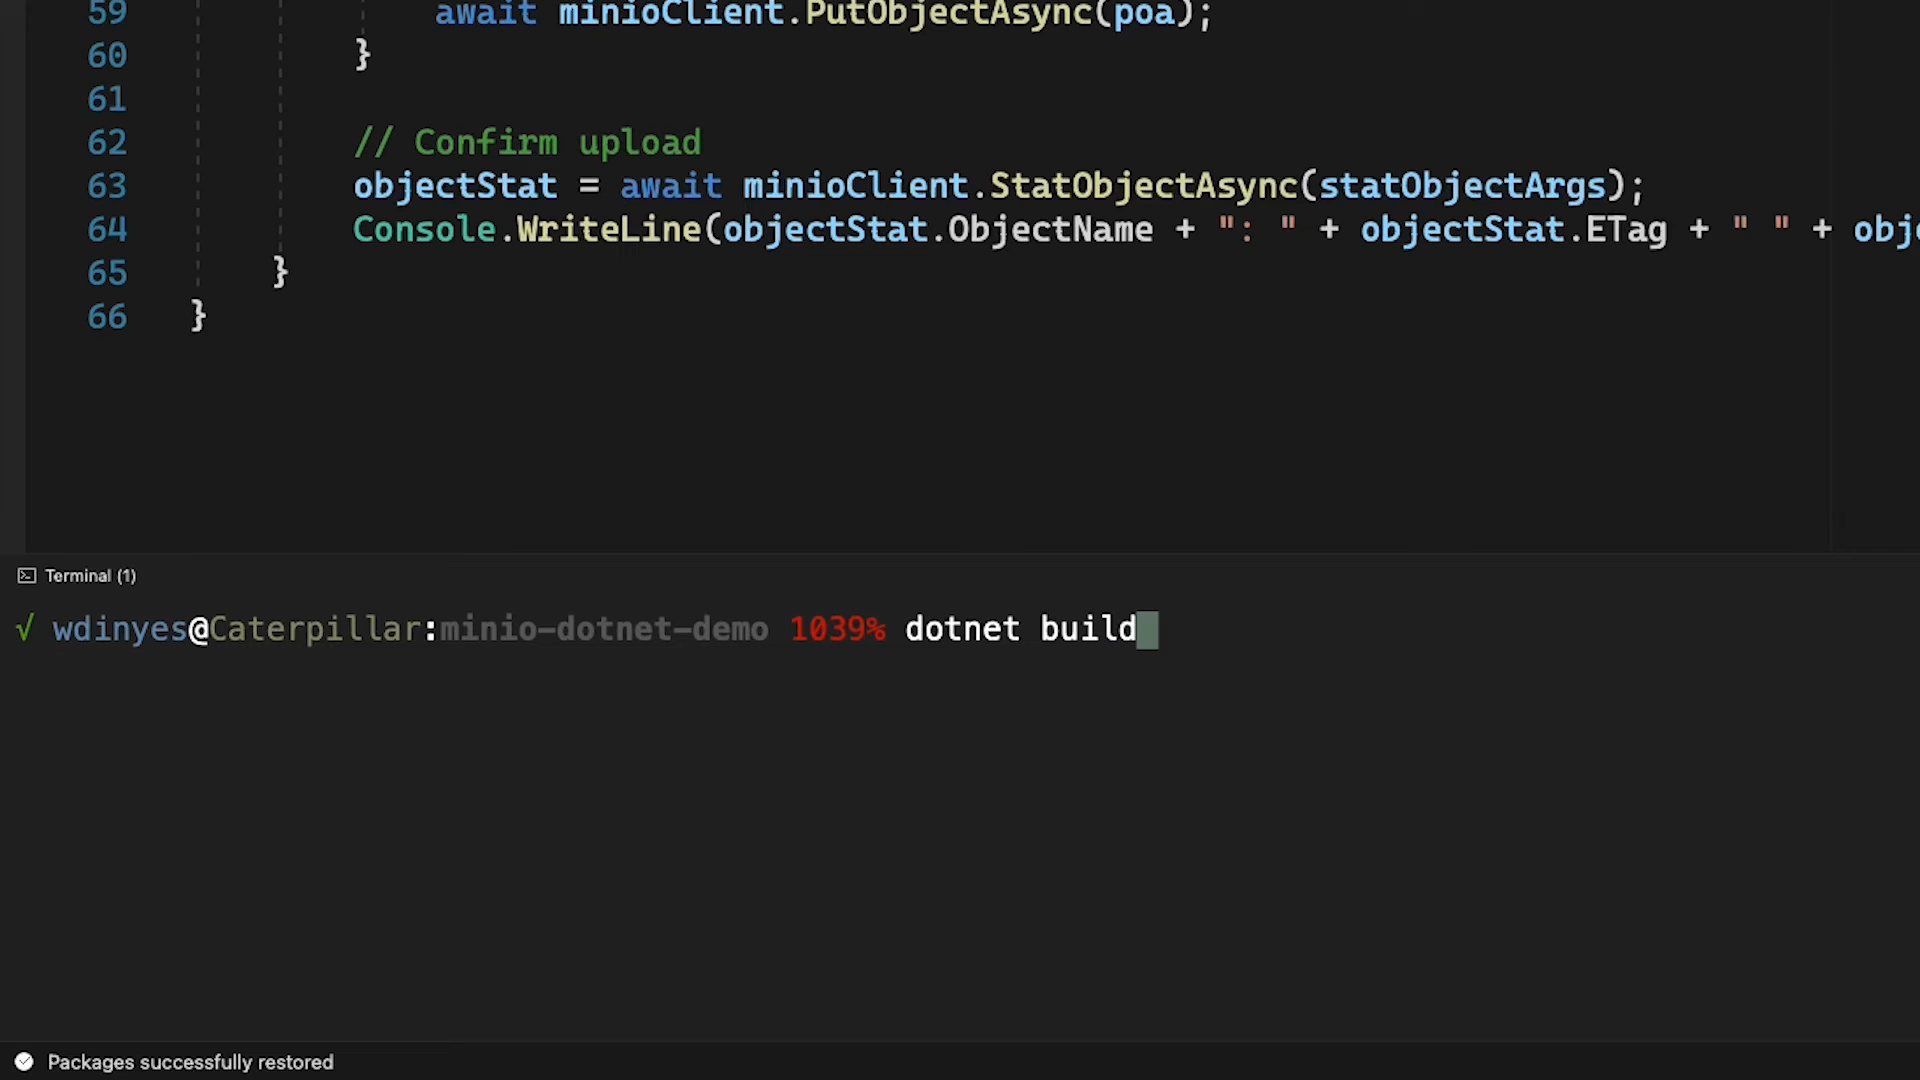 59 await minioClient.PutObjectAsync(poa);
60 }
61
62 // Confirm upload
63 objectStat = await minioClient.StatObjectAsync(statObjectArgs);
64 Console.WriteLine(objectStat.ObjectName + ": " + objectStat.ETag + " " + obj
65 }
66 }
Terminal (1)
√ wdinyes@Caterpillar:minio-dotnet-demo 1039% dotnet build
Packages successfully restored